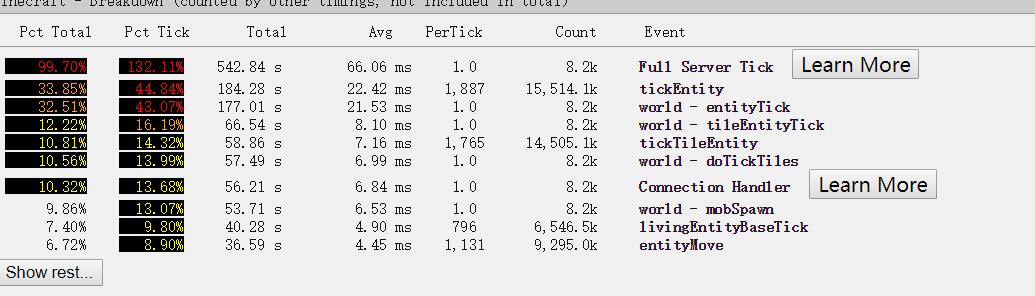 inecraft - Breakdown (counted by other timings, not included in total)
Pct Total Pct Tick Total Avg PerTick Count Event
99.70% 132.11% 542.84 s 66.06 ms 1.0 8.2k Full Server Tick Learn More
33.85% 44.84% 184.28 s 22.42 ms 1,887 15,514.1k tickEntity
32.51% 43.07% 177.01 s 21.53 ms 1.0 8.2k world - entityTick
12.22% 16.19% 66.54 s 8.10 ms 1.0 8.2k world - tileEntityTick
10.81% 14.32% 58.86 s 7.16 ms 1,765 14,505.1k tickTileEntity
10.56% 13.99% 57.49 s 6.99 ms 1.0 8.2k world - doTickTiles
10.32% 13.68% 56.21 s 6.84 ms 1.0 8.2k Connection Handler Learn More
9.86% 13.07% 53.71 s 6.53 ms 1.0 8.2k world - mobSpawn
7.40% 9.80% 40.28 s 4.90 ms 796 6,546.5k livingEntityBaseTick
6.72% 8.90% 36.59 s 4.45 ms 1,131 9,295.0k entityMove
Show rest...